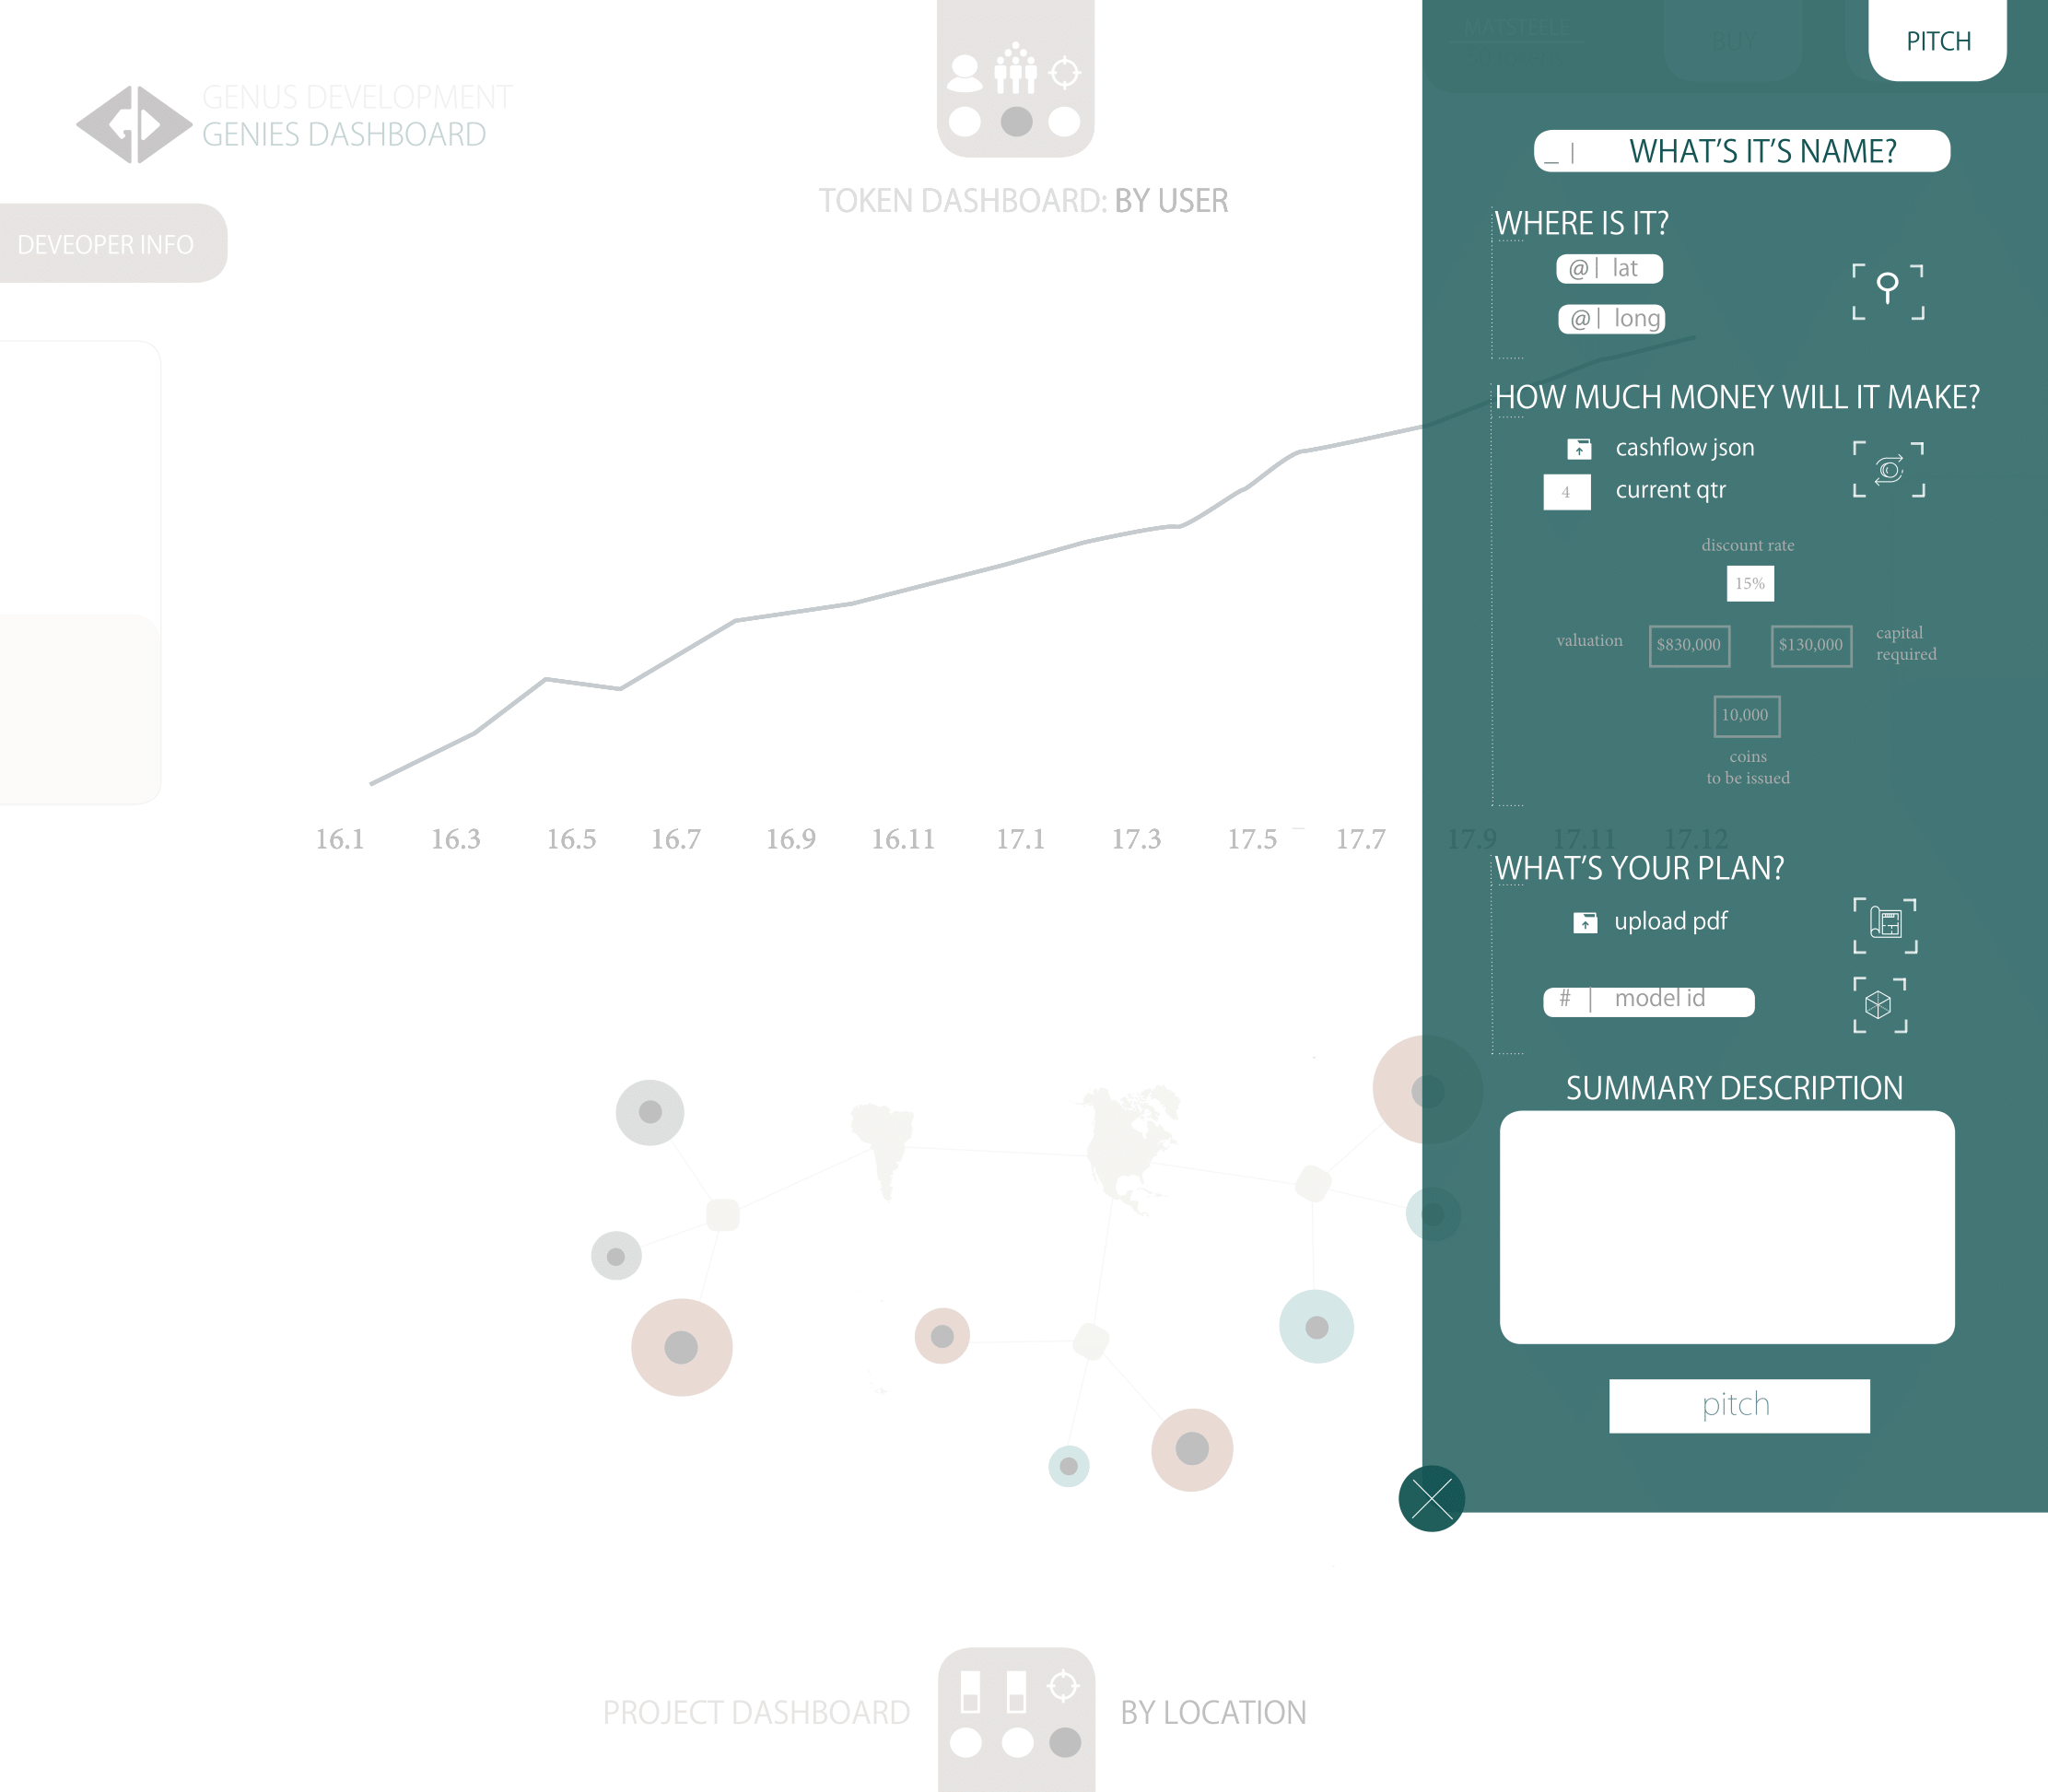 GENUS DEVELOPMENT
GENIES DASHBOARD
DEVEOPER INFO
TOKEN DASHBOARD: BY USER
MATSTEELE
BUY
PITCH
16.1 16.3 16.5 16.7 16.9 16.11 17.1 17.3 17.5 17.7 17.9 17.11 17.12
_ | WHAT'S IT'S NAME?
WHERE IS IT?
@ | lat
@ | long
HOW MUCH MONEY WILL IT MAKE?
cashflow json
4 current qtr
discount rate
15%
valuation $830,000 $130,000 capital
required
10,000
coins
to be issued
WHAT'S YOUR PLAN?
upload pdf
# | model id
SUMMARY DESCRIPTION
pitch
PROJECT DASHBOARD BY LOCATION